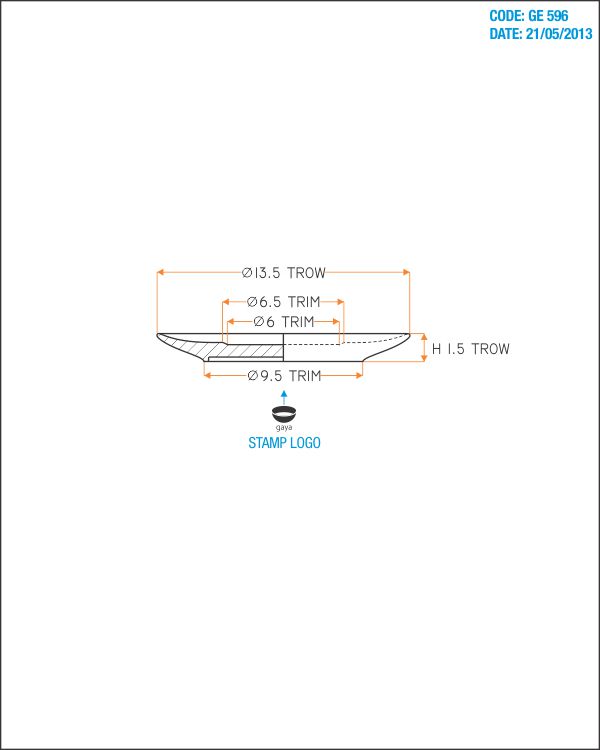 CODE: GE 596
DATE: 21/05/2013
Ø13.5 TROW
Ø6.5 TRIM
Ø6 TRIM
H 1.5 TROW
Ø9.5 TRIM
gaya
STAMP LOGO